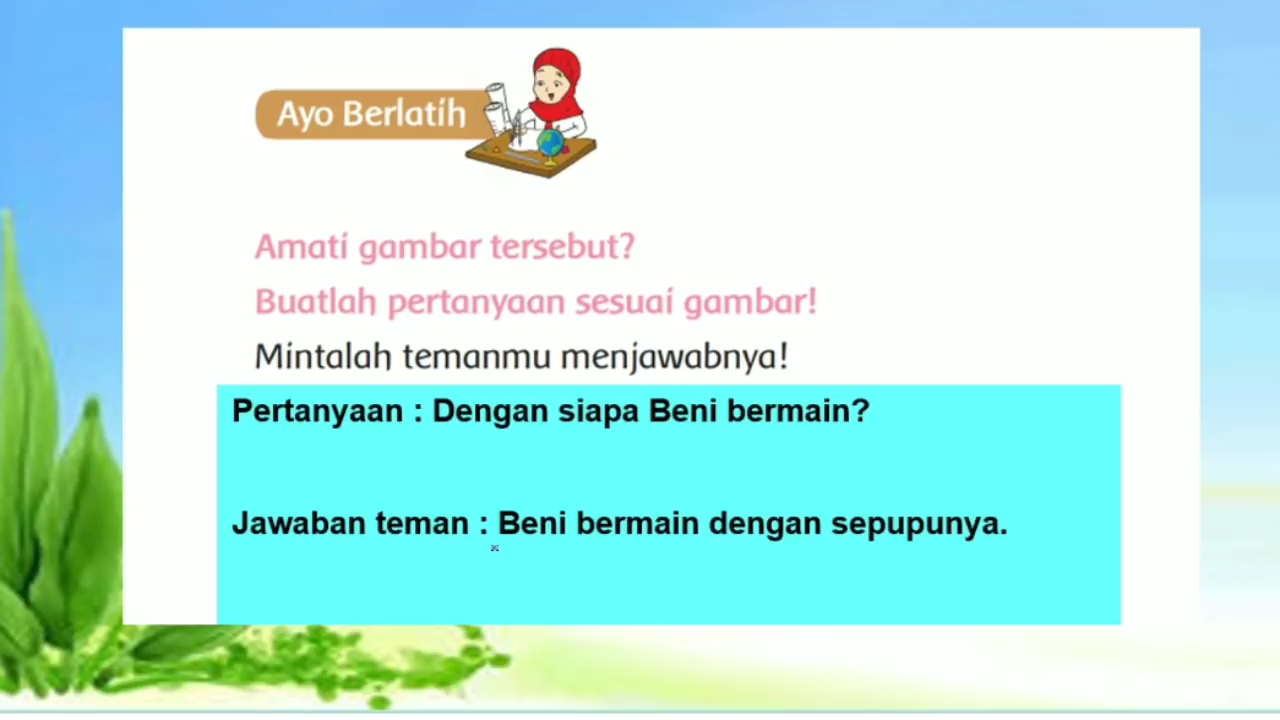 Ayo Berlatih
Amati gambar tersebut?
Buatlah pertanyaan sesuai gambar!
Mintalah temanmu menjawabnya!
Pertanyaan : Dengan siapa Beni bermain?
Jawaban teman : Beni bermain dengan sepupunya.